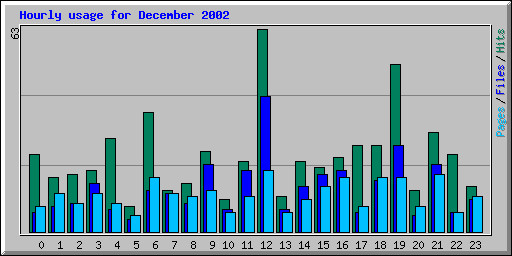 Hourly usage for December 2002
63
Pages / Files / Hits
0 1 2 3 4 5 6 7 8 9 10 11 12 13 14 15 16 17 18 19 20 21 22 23